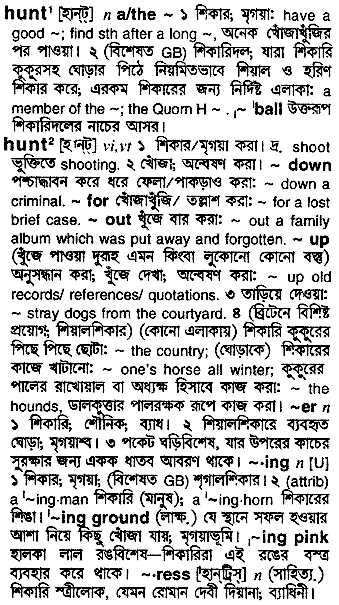 hunt¹ [হান্‌ট্] n a/the ~ ১ শিকার; মৃগয়া: have a
good ~; find sth after a long ~, অনেক খোঁজাখুঁজির
পর পাওয়া। ২ (বিশেষত GB) শিকারিদল; যারা শিকারি
কুকুরসহ ঘোড়ার পিঠে নিয়মিতভাবে শিয়াল ও হরিণ
শিকার করে; এরকম শিকারের জন্য নির্দিষ্ট এলাকা: a
member of the ~; the Quorn H ~. ˌ~ ˈball উক্তরূপ
শিকারিদলের নাচের আসর।
hunt² [হান্‌ট্] vi,vt ১ শিকার/মৃগয়া করা। দ্র. shoot
ভুক্তিতে shooting. ২ খোঁজা; অন্বেষণ করা। ~ down
পশ্চাদ্ধাবন করে ধরে ফেলা/পাকড়াও করা: ~ down a
criminal. ~ for খোঁজাখুঁজি/ তল্লাশ করা: ~ for a lost
brief case. ~ out খুঁজে বার করা: ~ out a family
album which was put away and forgotten. ~ up
(খুঁজে পাওয়া দুরূহ এমন কিংবা লুকোনো কোনো বস্তু)
অনুসন্ধান করা; খুঁজে দেখা; অন্বেষণ করা: ~ up old
records/ references/ quotations. ৩ তাড়িয়ে দেওয়া:
~ stray dogs from the courtyard. ৪ (ব্রিটেনে বিশিষ্ট
প্রয়োগ; শিয়ালশিকার) (কোনো এলাকায়) শিকারি কুকুরের
পিছে পিছে ছোটা: ~ the country; (ঘোড়াকে) শিকারের
কাজে খাটানো: ~ one's horse all winter; কুকুরের
পালের রাখোয়াল বা অধ্যক্ষ হিসাবে কাজ করা: ~ the
hounds, ডালকুত্তার পালরক্ষক রূপে কাজ করা। ~er n
১ শিকারি; শৌনিক; ব্যাধ। ২ শিয়ালশিকারে ব্যবহৃত
ঘোড়া; মৃগয়াশ্ব। ৩ পকেট ঘড়িবিশেষ, যার উপরের কাচের
সুরক্ষার জন্য একক ধাতব আবরণ থাকে। ~·ing n [U]
১ শিকার; মৃগয়া; (বিশেষত GB) শৃগালশিকার। ২ (attrib)
a ˈ~·ing·man শিকারি (মানুষ); a ˈ~·ing·horn শিকারের
শিঙা। ˈ~ing ground (লাক্ষ.) যে স্থানে সফল হওয়ার
আশা নিয়ে কিছু খোঁজা যায়; মৃগয়াভূমি। ˌ~ing pink
হালকা লাল রঙবিশেষ—শিকারিরা এই রঙের বস্ত্র
ব্যবহার করে থাকে। ~·ress [হান্‌ট্রিস্] n (সাহিত্য.)
শিকারি স্ত্রীলোক, যেমন রোমান দেবী দিয়ানা; ব্যাধিনী।